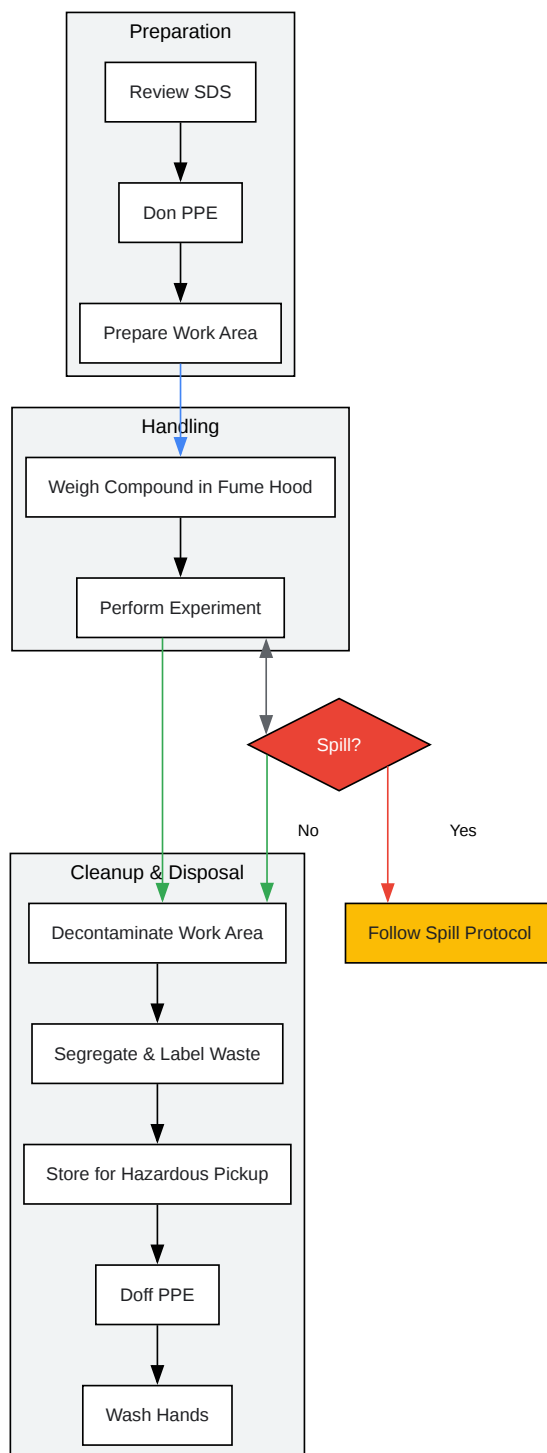 Preparation
Review SDS
Don PPE
Prepare Work Area
Handling
Weigh Compound in Fume Hood
Perform Experiment
Spill?
No
Yes
Cleanup & Disposal
Decontaminate Work Area
Follow Spill Protocol
Segregate & Label Waste
Store for Hazardous Pickup
Doff PPE
Wash Hands